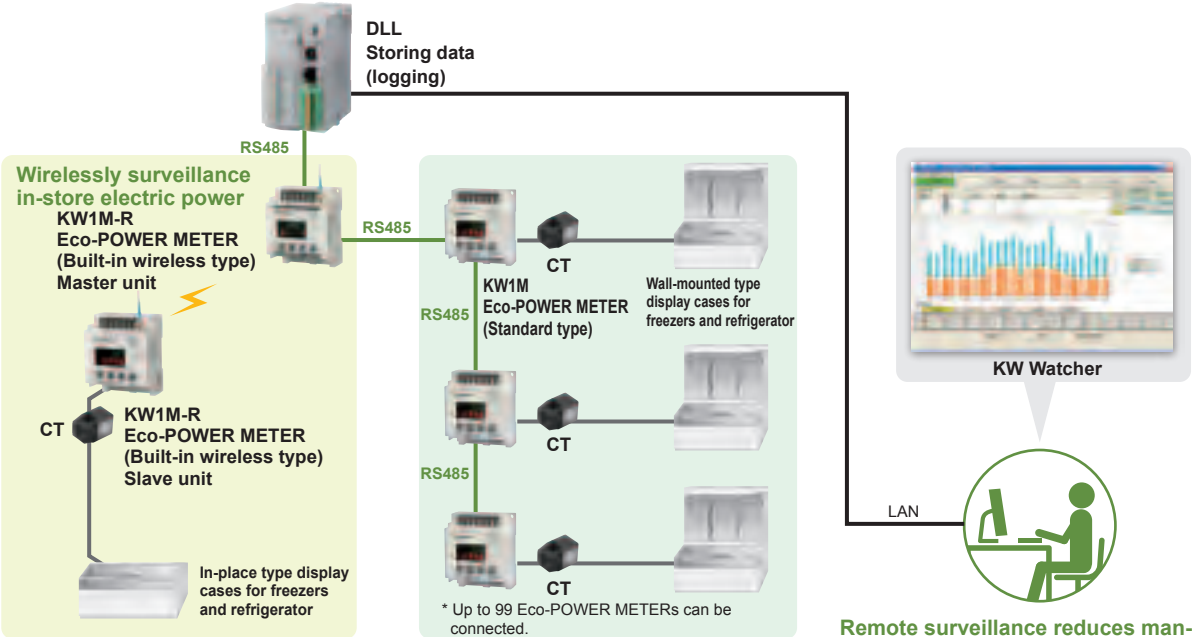 DLL
Storing data
(logging)
RS485
Wirelessly surveillance
in-store electric power
KW1M-R
Eco-POWER METER
(Built-in wireless type)
Master unit
RS485
CT
KW1M
Eco-POWER METER
(Standard type)
Wall-mounted type
display cases for
freezers and refrigerator
RS485
KW Watcher
CT
KW1M-R
Eco-POWER METER
(Built-in wireless type)
Slave unit
CT
RS485
LAN
In-place type display
cases for freezers
and refrigerator
CT
* Up to 99 Eco-POWER METERs can be
connected.
Remote surveillance reduces man-